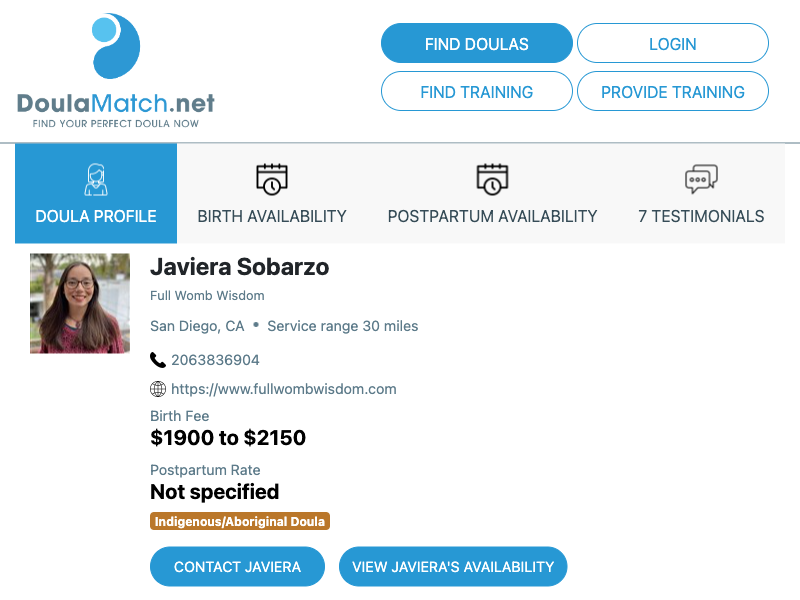 FIND DOULAS
LOGIN
DoulaMatch.net
FIND YOUR PERFECT DOULA NOW
FIND TRAINING
PROVIDE TRAINING
DOULA PROFILE
BIRTH AVAILABILITY
POSTPARTUM AVAILABILITY
7 TESTIMONIALS
Javiera Sobarzo
Full Womb Wisdom
San Diego, CA • Service range 30 miles
2063836904
https://www.fullwombwisdom.com
Birth Fee
$1900 to $2150
Postpartum Rate
Not specified
Indigenous/Aboriginal Doula
CONTACT JAVIERA
VIEW JAVIERA'S AVAILABILITY